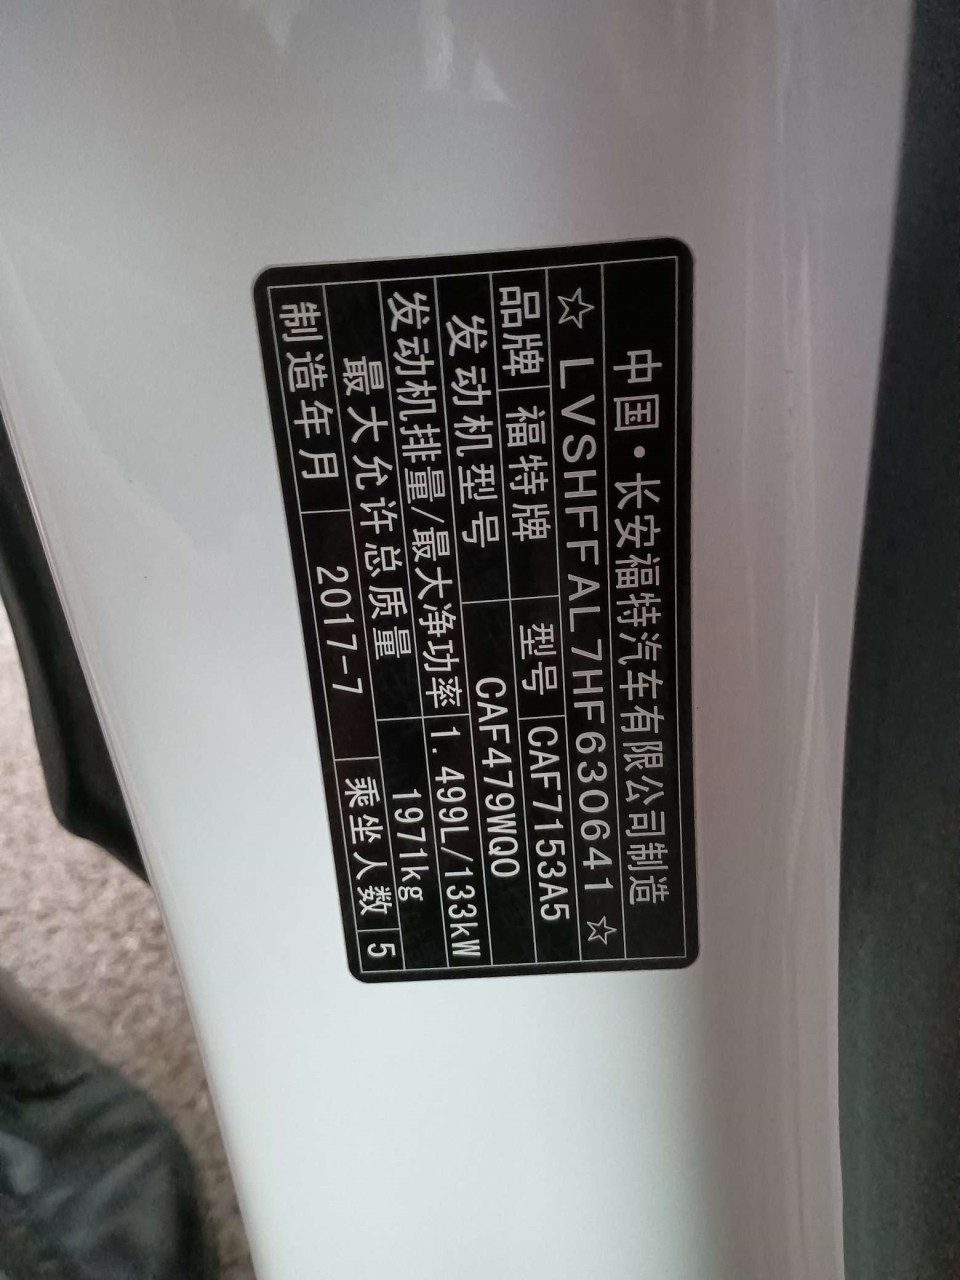 中国·长安福特汽车有限公司制造
☆ LVSHFFAL7HF630641 ☆
品牌 福特牌 型号 CAF7153A5
发动机型号 CAF479WQ0
发动机排量/最大净功率 1.499L/133kW
最大允许总质量 1971kg
制造年月 2017-7 乘坐人数 5